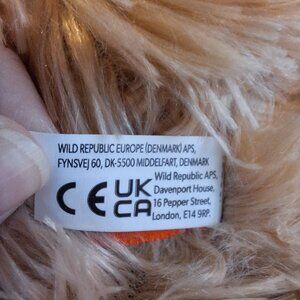 WILD REPUBLIC EUROPE (DENMARK) APS,
FYNSVEJ 60, DK-5500 MIDDELFART, DENMARK
CE UK CA
Wild Republic APS,
Davenport House,
16 Pepper Street,
London, E14 9RP.